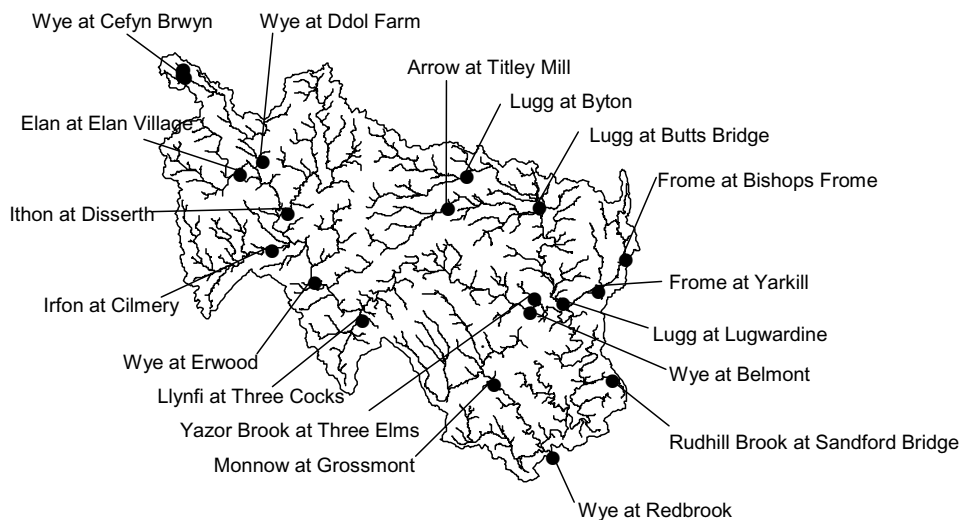 Wye at Cefyn Brwyn
Wye at Ddol Farm
Arrow at Titley Mill
Lugg at Byton
Elan at Elan Village
Lugg at Butts Bridge
Frome at Bishops Frome
Ithon at Disserth
Irfon at Cilmery
Frome at Yarkill
Lugg at Lugwardine
Wye at Erwood
Wye at Belmont
Llynfi at Three Cocks
Yazor Brook at Three Elms
Rudhill Brook at Sandford Bridge
Monnow at Grossmont
Wye at Redbrook